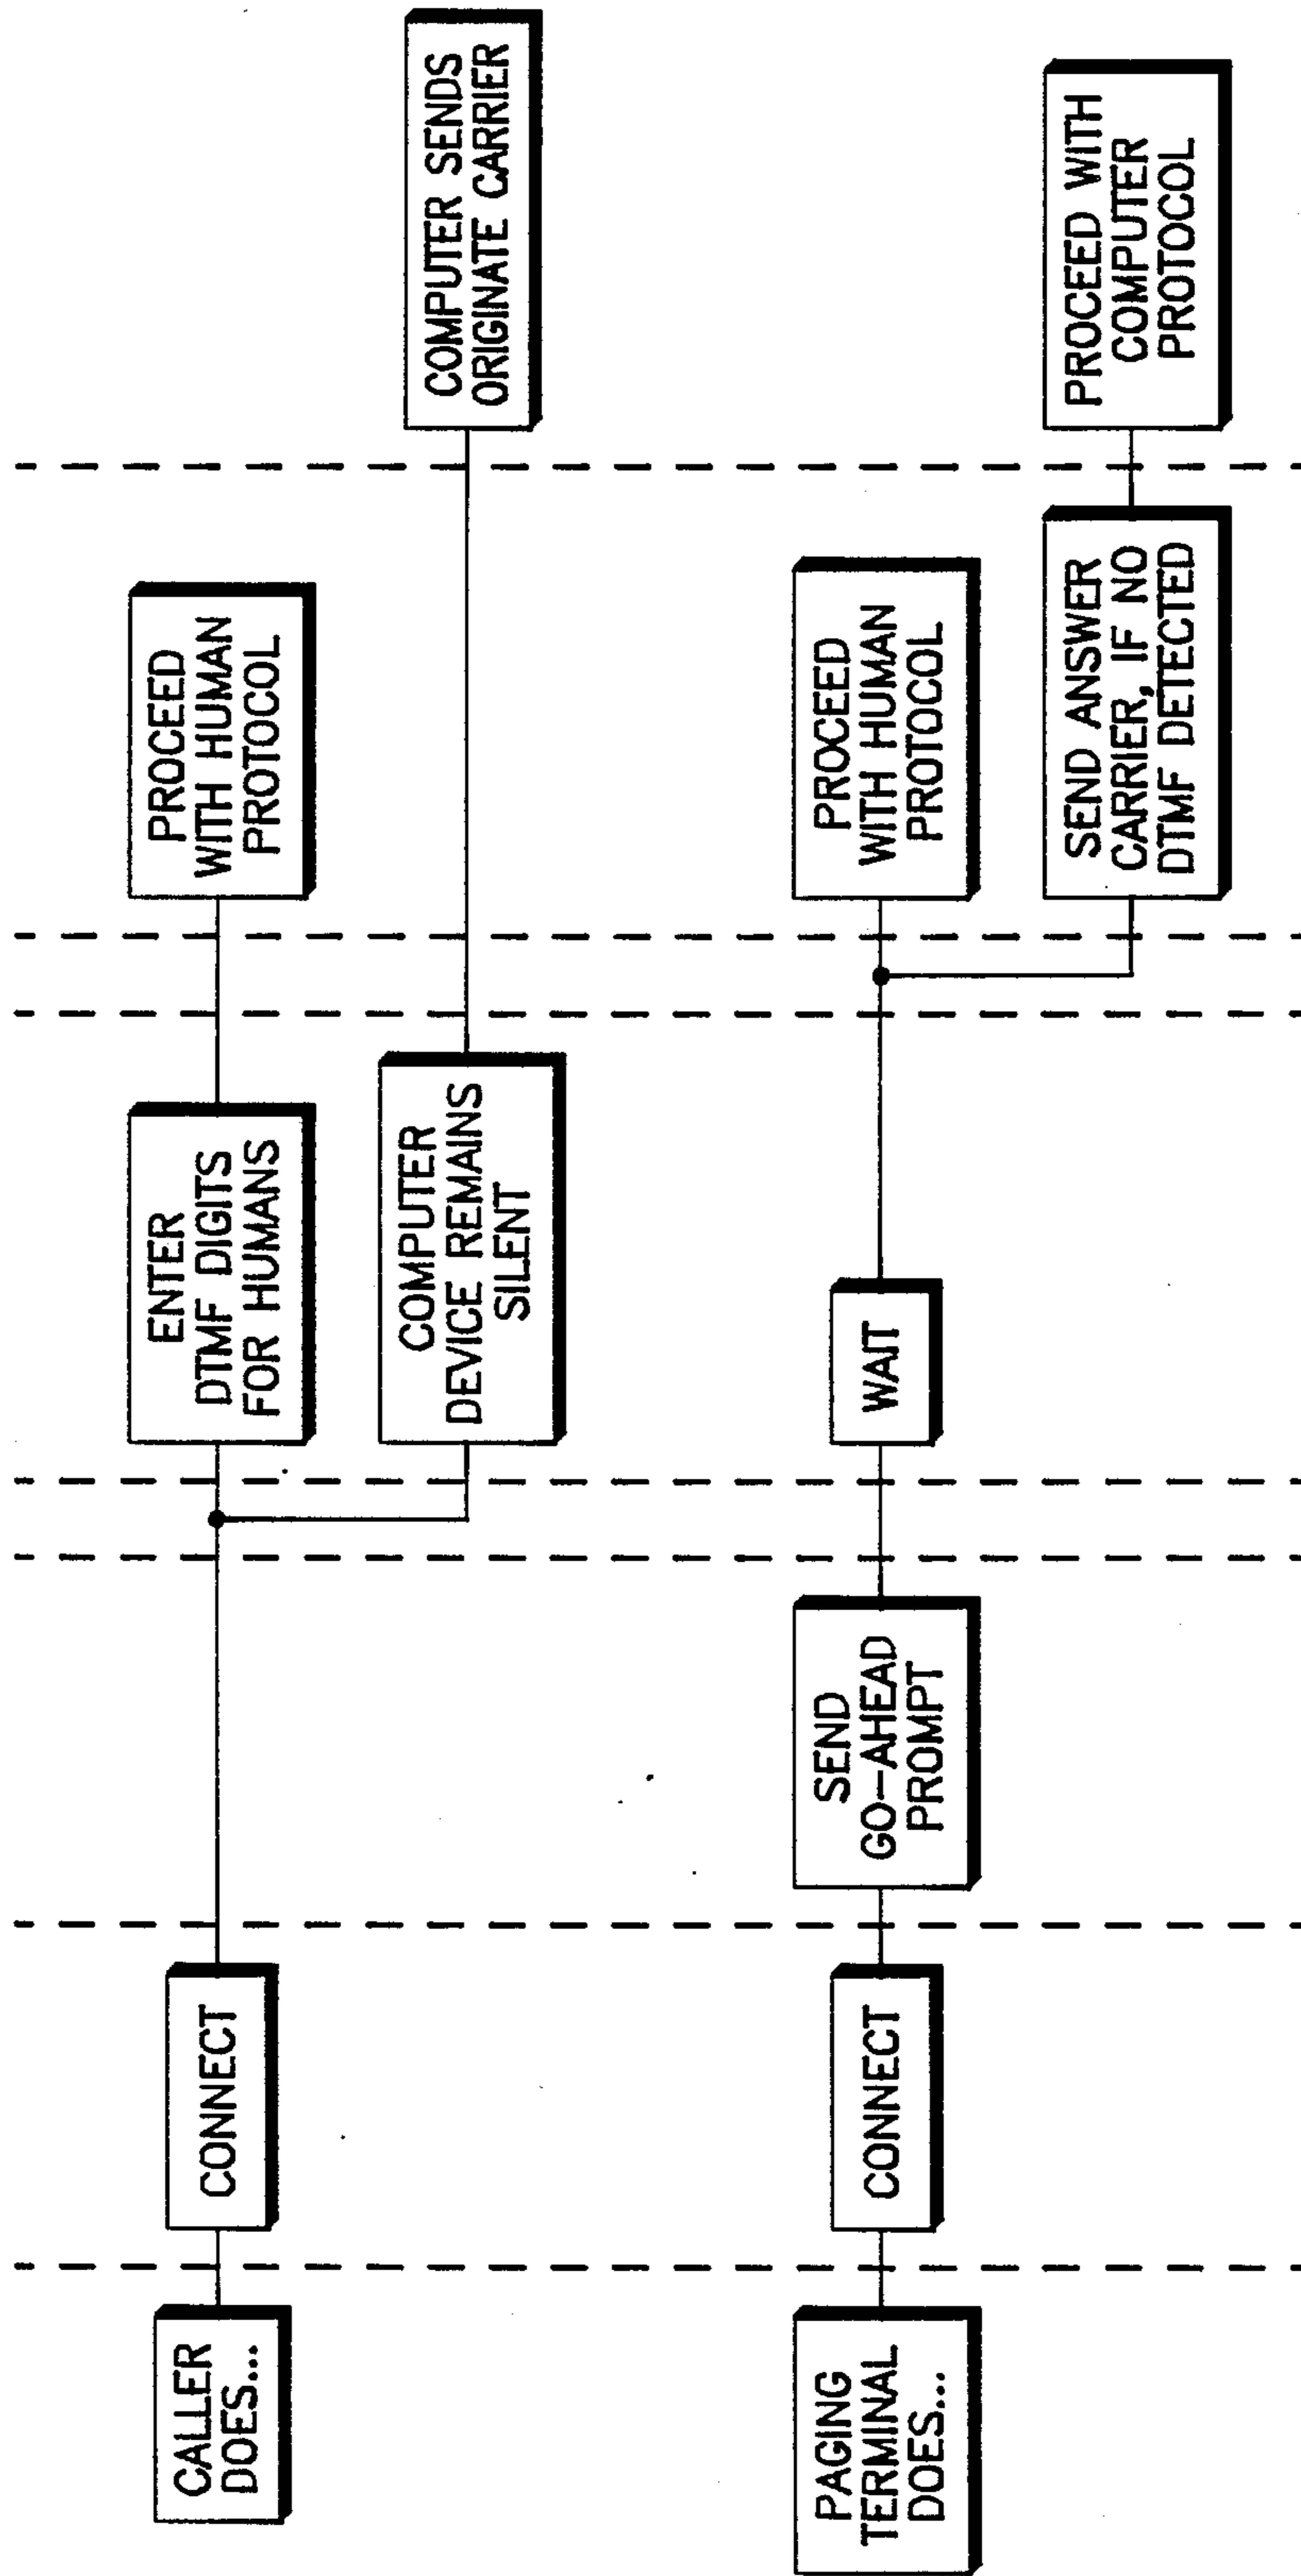 CALLER
DOES...
CONNECT
ENTER
DTMF DIGITS
FOR HUMANS
PROCEED
WITH HUMAN
PROTOCOL
COMPUTER
DEVICE REMAINS
SILENT
COMPUTER SENDS
ORIGINATE CARRIER
PAGING
TERMINAL
DOES...
CONNECT
SEND
GO-AHEAD
PROMPT
WAIT
PROCEED
WITH HUMAN
PROTOCOL
SEND ANSWER
CARRIER, IF NO
DTMF DETECTED
PROCEED WITH
COMPUTER
PROTOCOL